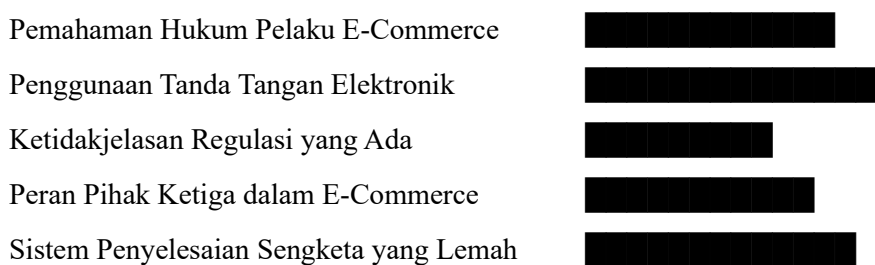 Pemahaman Hukum Pelaku E-Commerce
Penggunaan Tanda Tangan Elektronik
Ketidakjelasan Regulasi yang Ada
Peran Pihak Ketiga dalam E-Commerce
Sistem Penyelesaian Sengketa yang Lemah